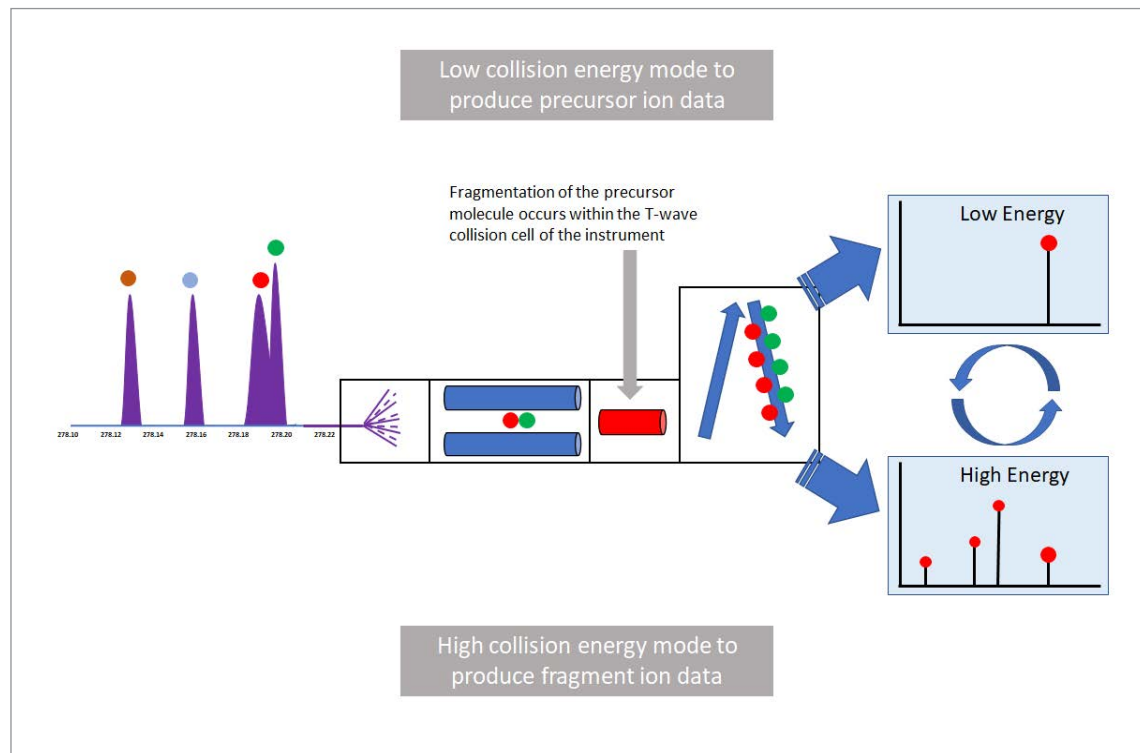 Low collision energy mode to
produce precursor ion data
Fragmentation of the precursor
molecule occurs within the T-wave
collision cell of the instrument
Low Energy
278.10 278.12 278.14 278.16 278.18 278.20 278.22
High Energy
High collision energy mode to
produce fragment ion data